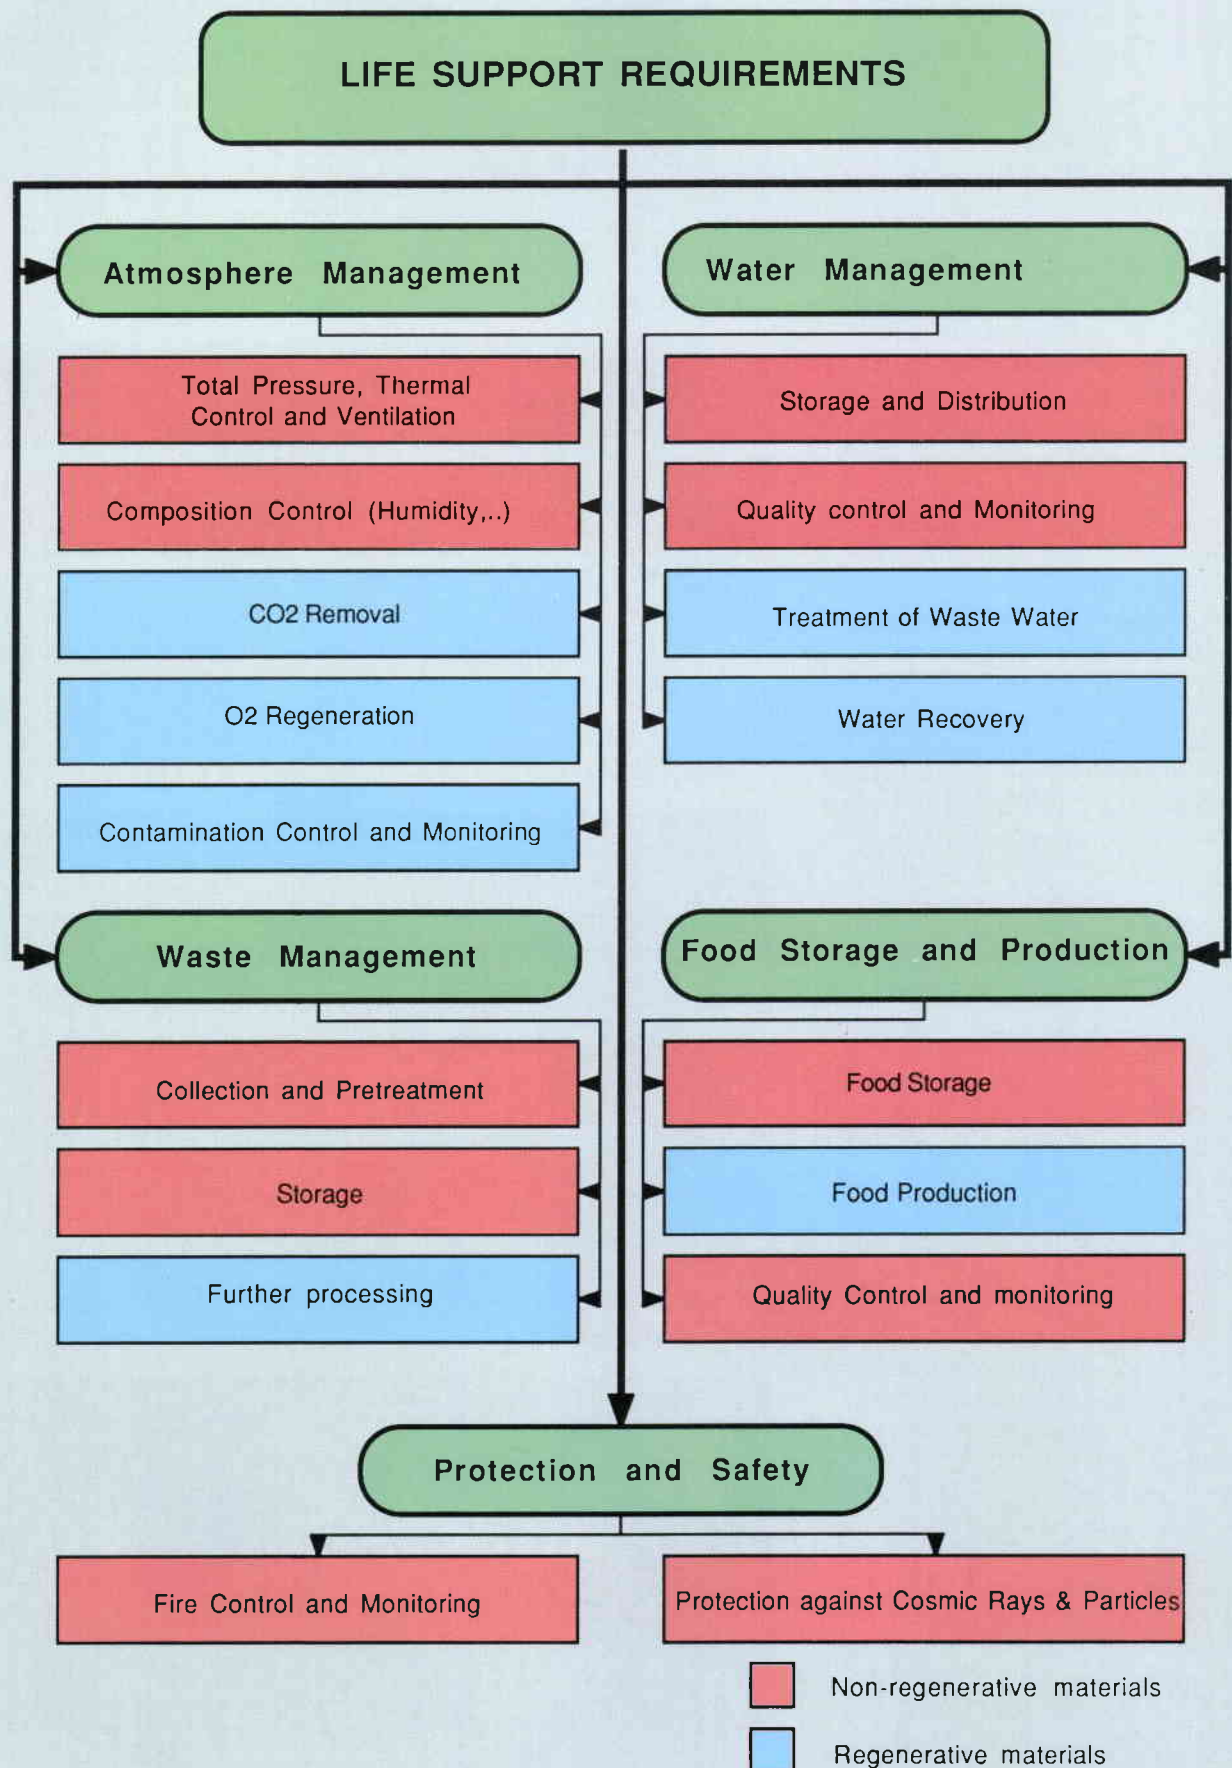 LIFE SUPPORT REQUIREMENTS
Atmosphere Management
Total Pressure, Thermal
Control and Ventilation
Composition Control (Humidity,..)
CO2 Removal
O2 Regeneration
Contamination Control and Monitoring
Water Management
Storage and Distribution
Quality control and Monitoring
Treatment of Waste Water
Water Recovery
Waste Management
Collection and Pretreatment
Storage
Further processing
Food Storage and Production
Food Storage
Food Production
Quality Control and monitoring
Protection and Safety
Fire Control and Monitoring
Protection against Cosmic Rays & Particles
Non-regenerative materials
Regenerative materials